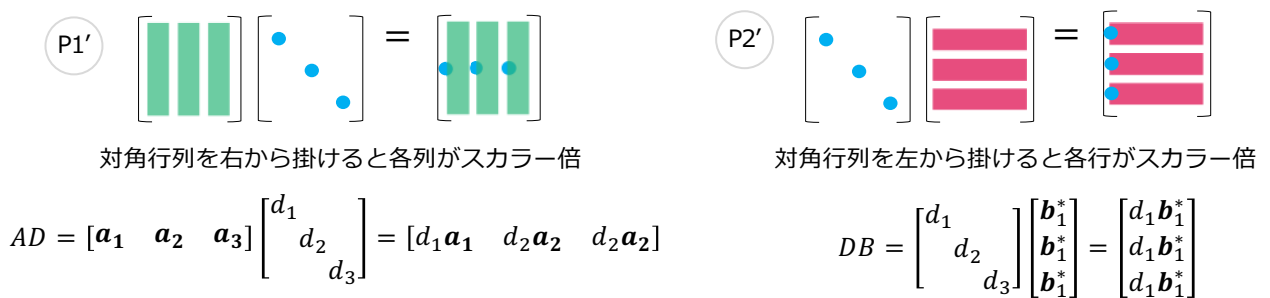 P1′
=
対角行列を右から掛けると各列がスカラー倍
AD = [a₁ a₂ a₃] [d₁ d₂ d₃] = [d₁a₁ d₂a₂ d₂a₂]
P2′
=
対角行列を左から掛けると各行がスカラー倍
DB = [d₁ d₂ d₃] [b₁* b₁* b₁*] = [d₁b₁* d₁b₁* d₁b₁*]